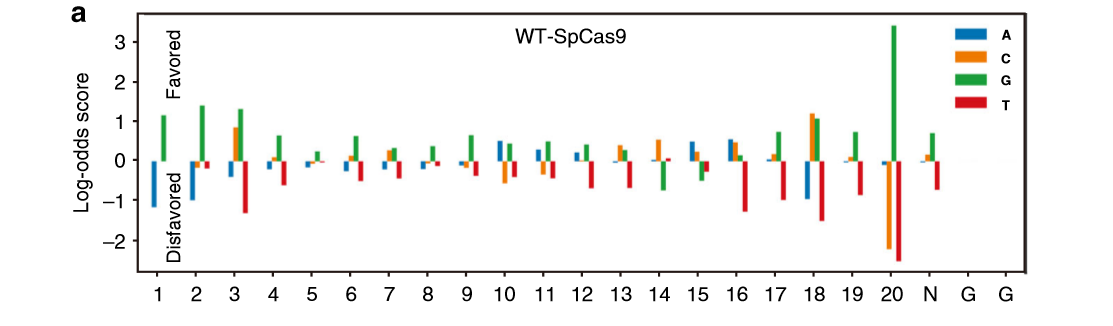 a
WT-SpCas9
Log-odds score
Favored
Disfavored
3
2
1
0
−1
−2
A
C
G
T
1 2 3 4 5 6 7 8 9 10 11 12 13 14 15 16 17 18 19 20 N G G